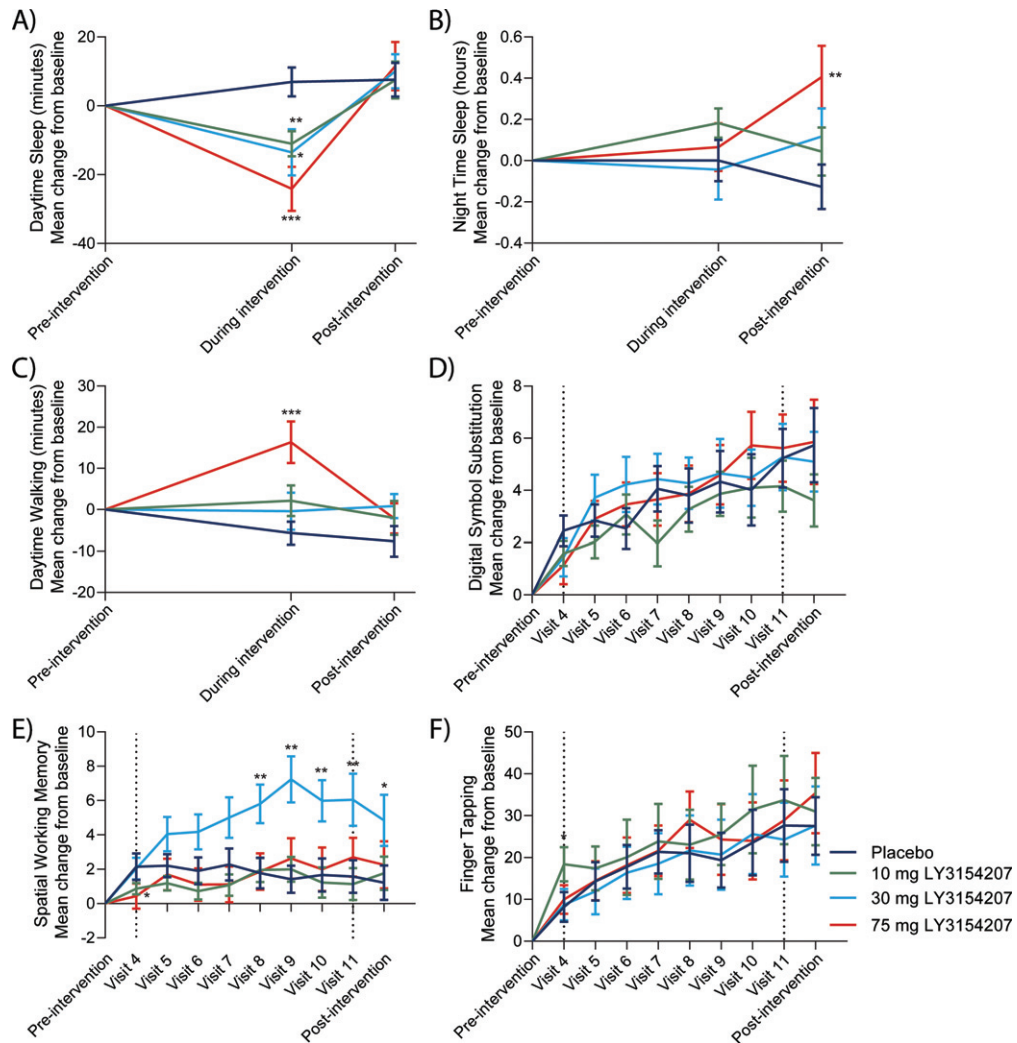 A)
Daytime Sleep (minutes)
Mean change from baseline
20
0
-20
-40
**
*
***
Pre-intervention
During intervention
Post-intervention
B)
Night Time Sleep (hours)
Mean change from baseline
0.6
0.4
0.2
0.0
-0.2
-0.4
**
Pre-intervention
During intervention
Post-intervention
C)
Daytime Walking (minutes)
Mean change from baseline
30
20
10
0
-10
-20
***
Pre-intervention
During intervention
Post-intervention
D)
Digital Symbol Substitution
Mean change from baseline
8
6
4
2
0
Pre-intervention
Visit 4
Visit 5
Visit 6
Visit 7
Visit 8
Visit 9
Visit 10
Visit 11
Post-intervention
E)
Spatial Working Memory
Mean change from baseline
10
8
6
4
2
0
-2
*
**
**
**
**
*
Pre-intervention
Visit 4
Visit 5
Visit 6
Visit 7
Visit 8
Visit 9
Visit 10
Visit 11
Post-intervention
F)
Finger Tapping
Mean change from baseline
50
40
30
20
10
0
*
Pre-intervention
Visit 4
Visit 5
Visit 6
Visit 7
Visit 8
Visit 9
Visit 10
Visit 11
Post-intervention
Placebo
10 mg LY3154207
30 mg LY3154207
75 mg LY3154207